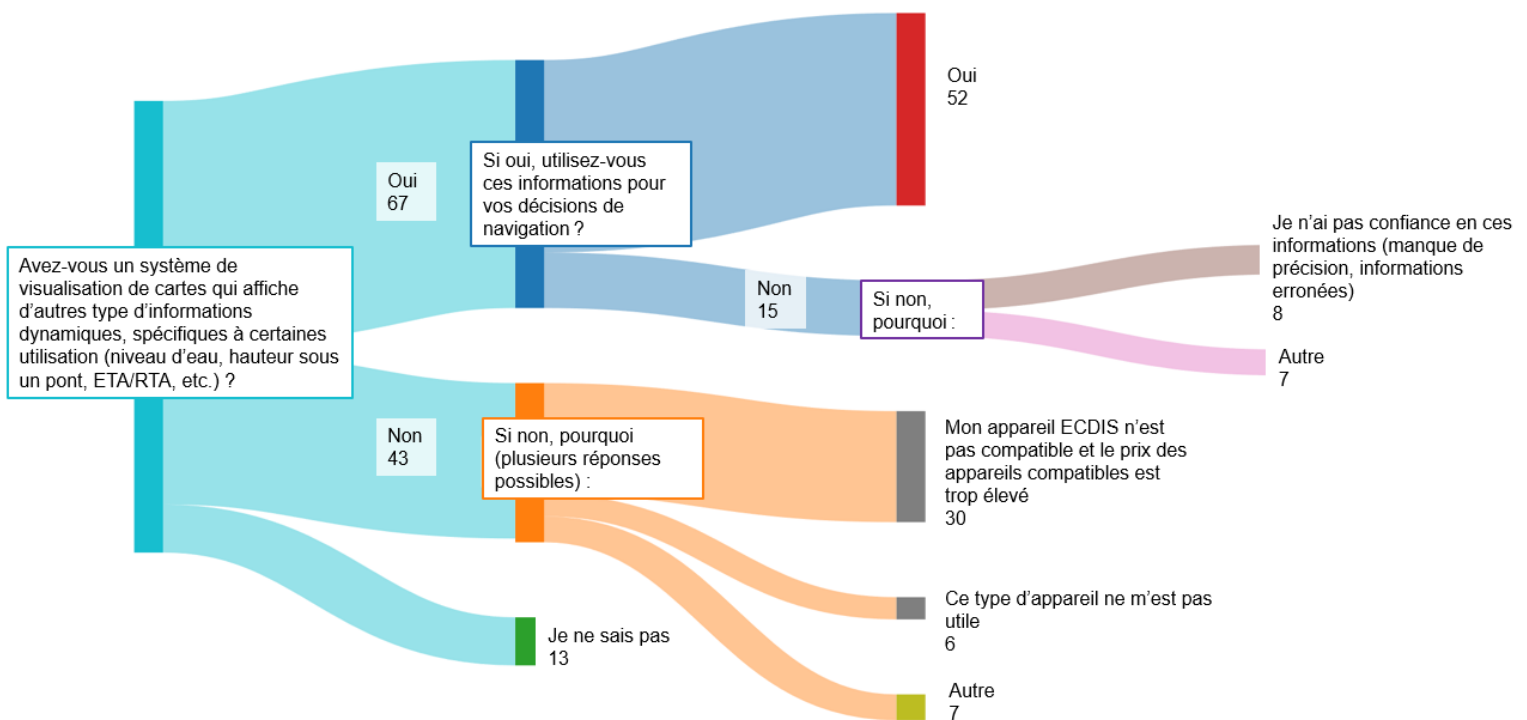 Avez-vous un système de
visualisation de cartes qui affiche
d’autres type d’informations
dynamiques, spécifiques à certaines
utilisation (niveau d’eau, hauteur sous
un pont, ETA/RTA, etc.) ?
Oui
67
Si oui, utilisez-vous
ces informations pour
vos décisions de
navigation ?
Oui
52
Non
15
Si non,
pourquoi :
Je n’ai pas confiance en ces
informations (manque de
précision, informations
erronées)
8
Autre
7
Non
43
Si non, pourquoi
(plusieurs réponses
possibles) :
Mon appareil ECDIS n’est
pas compatible et le prix des
appareils compatibles est
trop élevé
30
Ce type d’appareil ne m’est pas
utile
6
Autre
7
Je ne sais pas
13